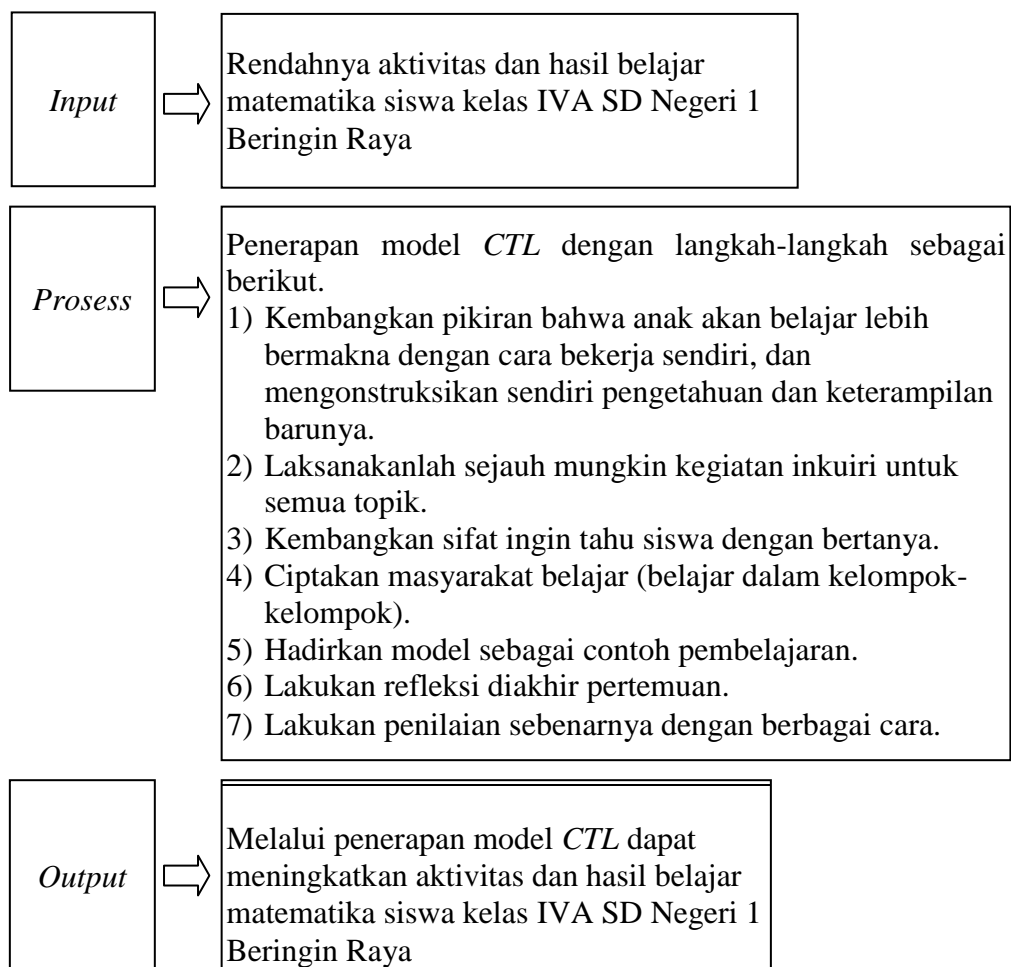 Input
Rendahnya aktivitas dan hasil belajar
matematika siswa kelas IVA SD Negeri 1
Beringin Raya
Prosess
Penerapan model CTL dengan langkah-langkah sebagai
berikut.
1) Kembangkan pikiran bahwa anak akan belajar lebih
bermakna dengan cara bekerja sendiri, dan
mengonstruksikan sendiri pengetahuan dan keterampilan
barunya.
2) Laksanakanlah sejauh mungkin kegiatan inkuiri untuk
semua topik.
3) Kembangkan sifat ingin tahu siswa dengan bertanya.
4) Ciptakan masyarakat belajar (belajar dalam kelompok-
kelompok).
5) Hadirkan model sebagai contoh pembelajaran.
6) Lakukan refleksi diakhir pertemuan.
7) Lakukan penilaian sebenarnya dengan berbagai cara.
Output
Melalui penerapan model CTL dapat
meningkatkan aktivitas dan hasil belajar
matematika siswa kelas IVA SD Negeri 1
Beringin Raya